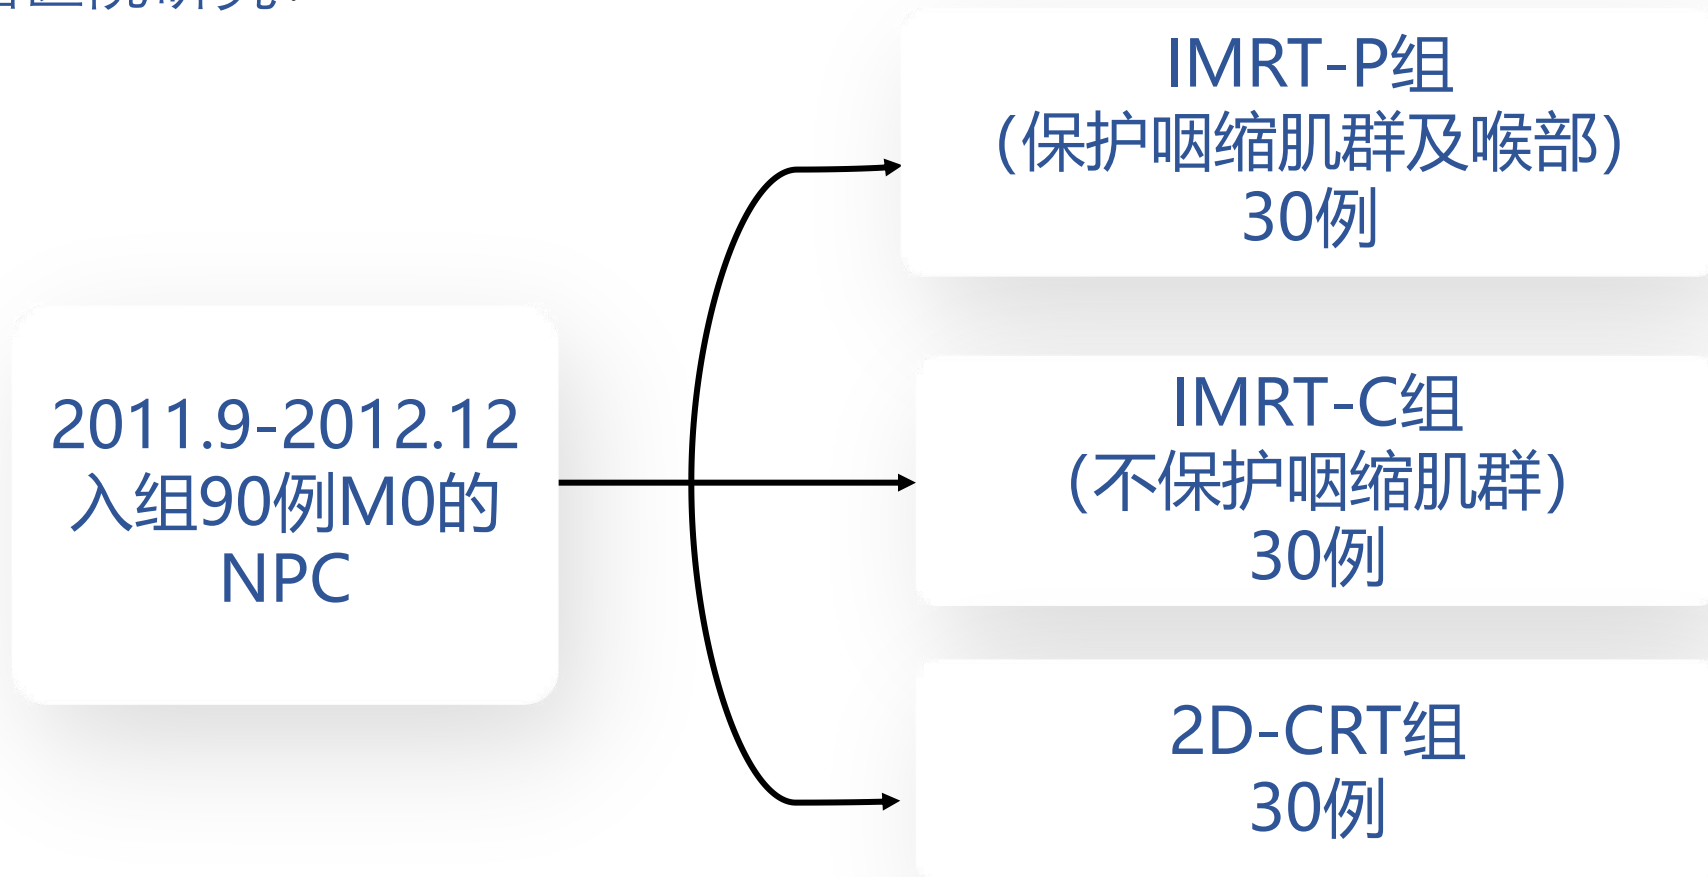 2011.9-2012.12
入组90例M0的
NPC
IMRT-P组
（保护咽缩肌群及喉部）
30例
IMRT-C组
（不保护咽缩肌群）
30例
2D-CRT组
30例